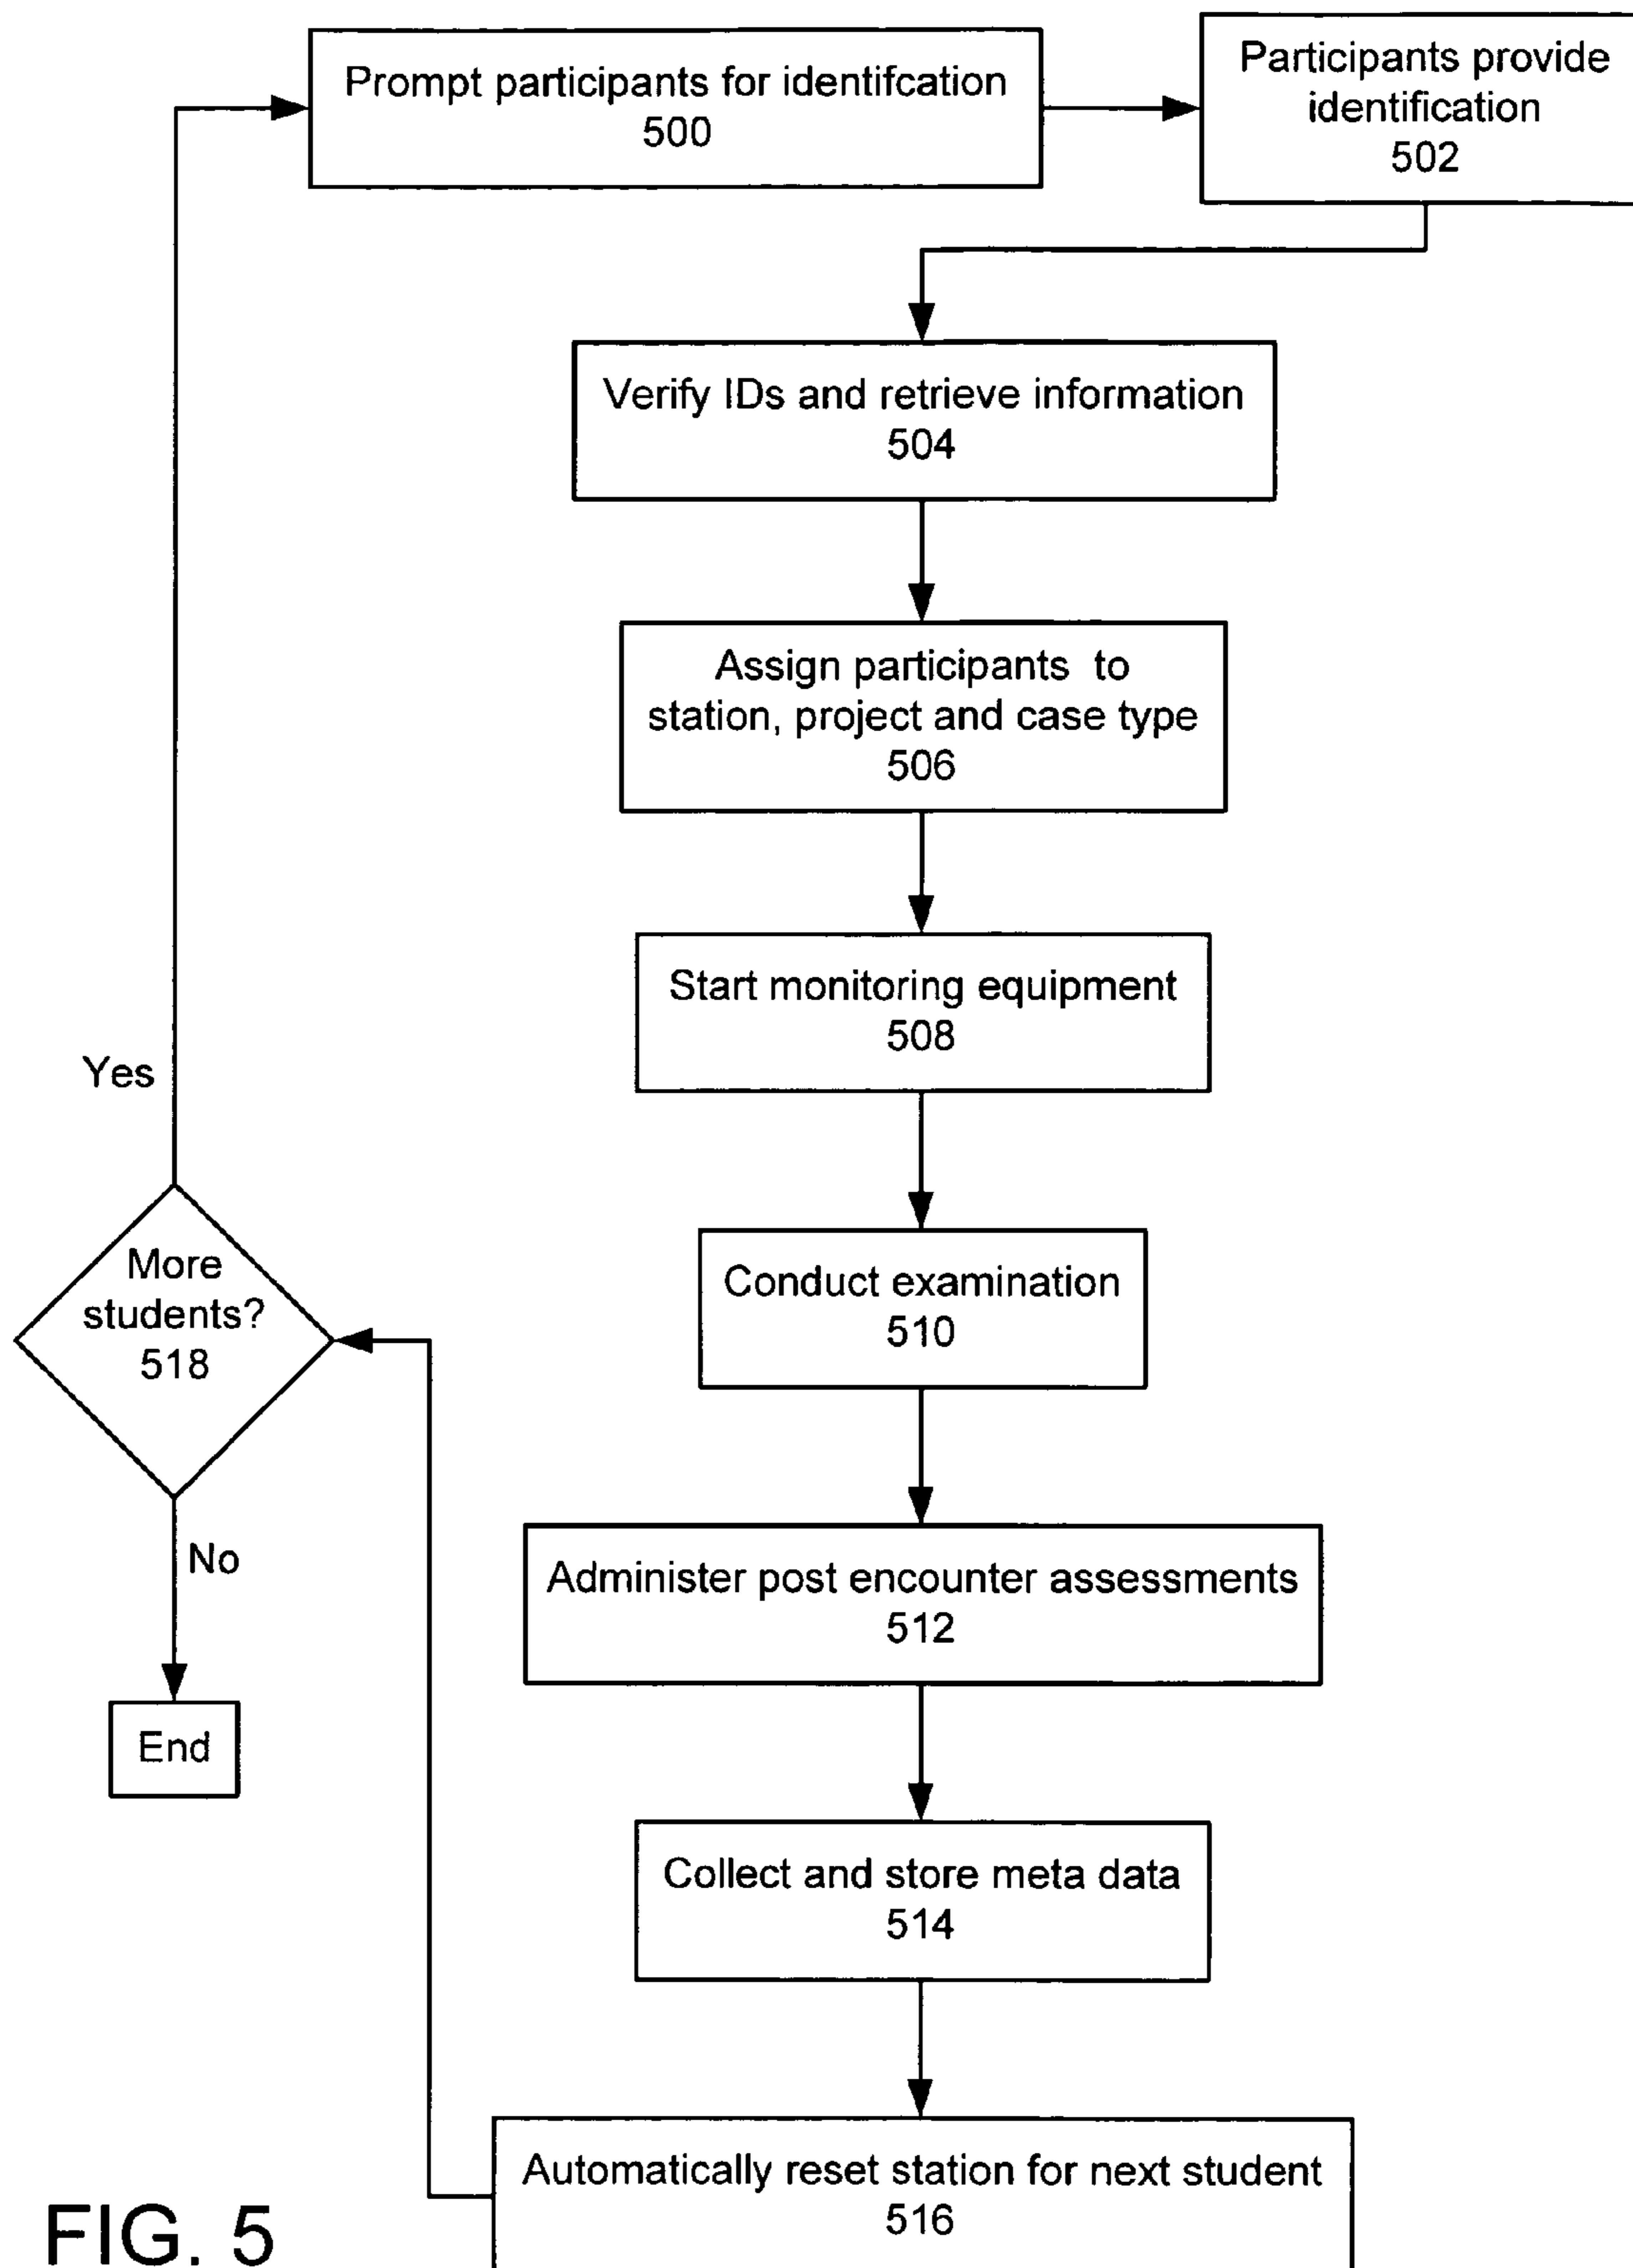 Prompt participants for identifcation
500
Participants provide
identification
502
Verify IDs and retrieve information
504
Assign participants to
station, project and case type
506
Start monitoring equipment
508
Yes
Conduct examination
510
More
students?
518
Administer post encounter assessments
512
No
End
Collect and store meta data
514
Automatically reset station for next student
516
FIG. 5